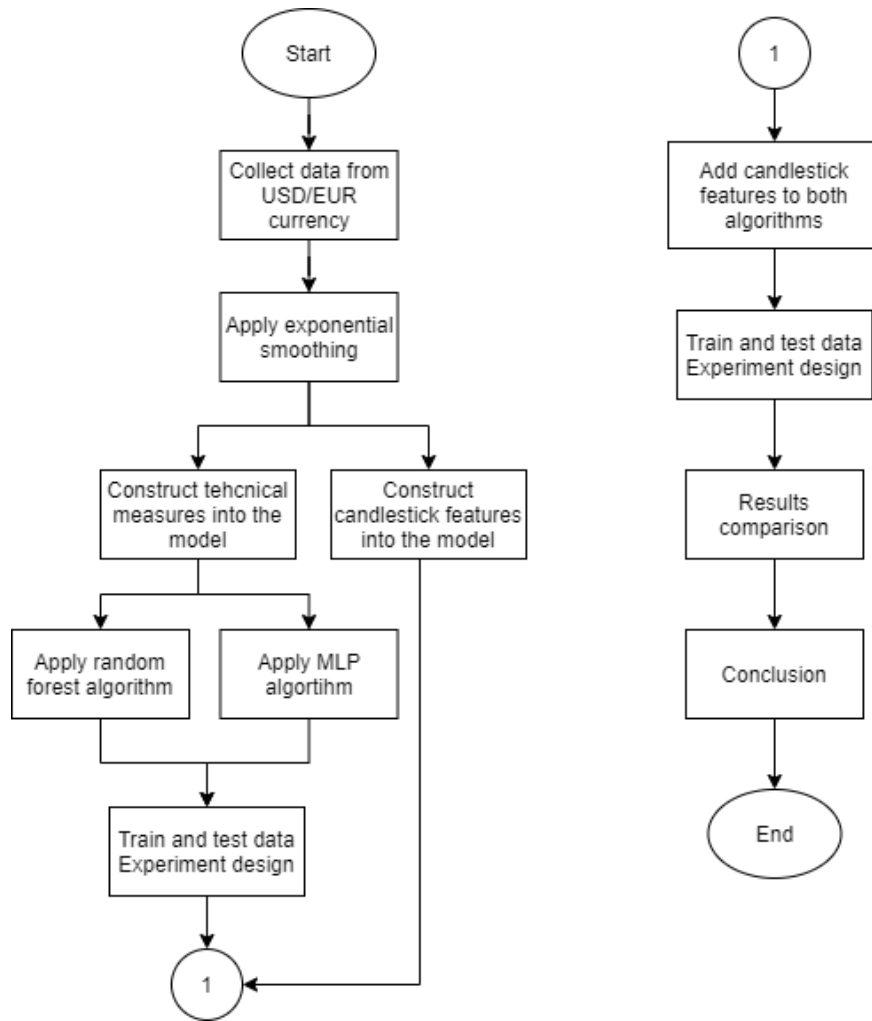 Start
Collect data from
USD/EUR
currency
Apply exponential
smoothing
Construct tehcnical
measures into the
model
Construct
candlestick features
into the model
Apply random
forest algorithm
Apply MLP
algortihm
Train and test data
Experiment design
1
1
Add candlestick
features to both
algorithms
Train and test data
Experiment design
Results
comparison
Conclusion
End